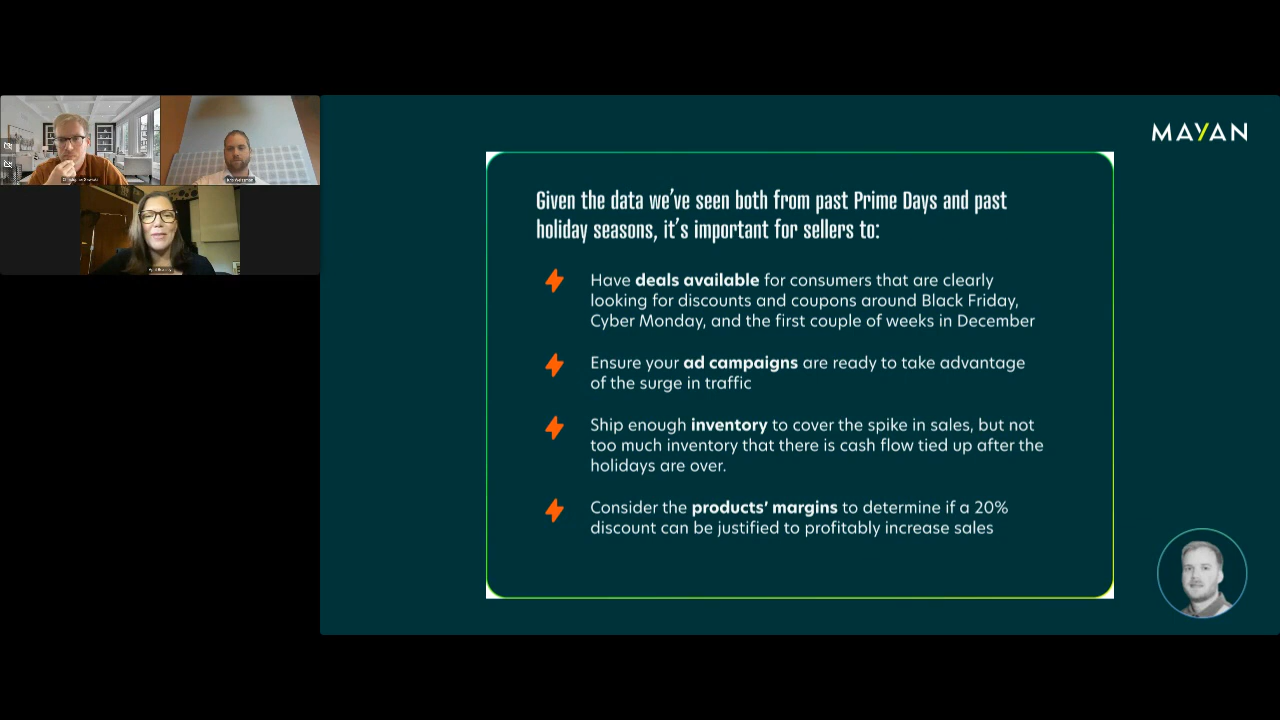 MAYAN
Given the data we've seen both from past Prime Days and past
holiday seasons, it's important for sellers to:
Have deals available for consumers that are clearly
looking for discounts and coupons around Black Friday,
Cyber Monday, and the first couple of weeks in December
Ensure your ad campaigns are ready to take advantage
of the surge in traffic
Ship enough inventory to cover the spike in sales, but not
too much inventory that there is cash flow tied up after the
holidays are over.
Consider the products' margins to determine if a 20%
discount can be justified to profitably increase sales